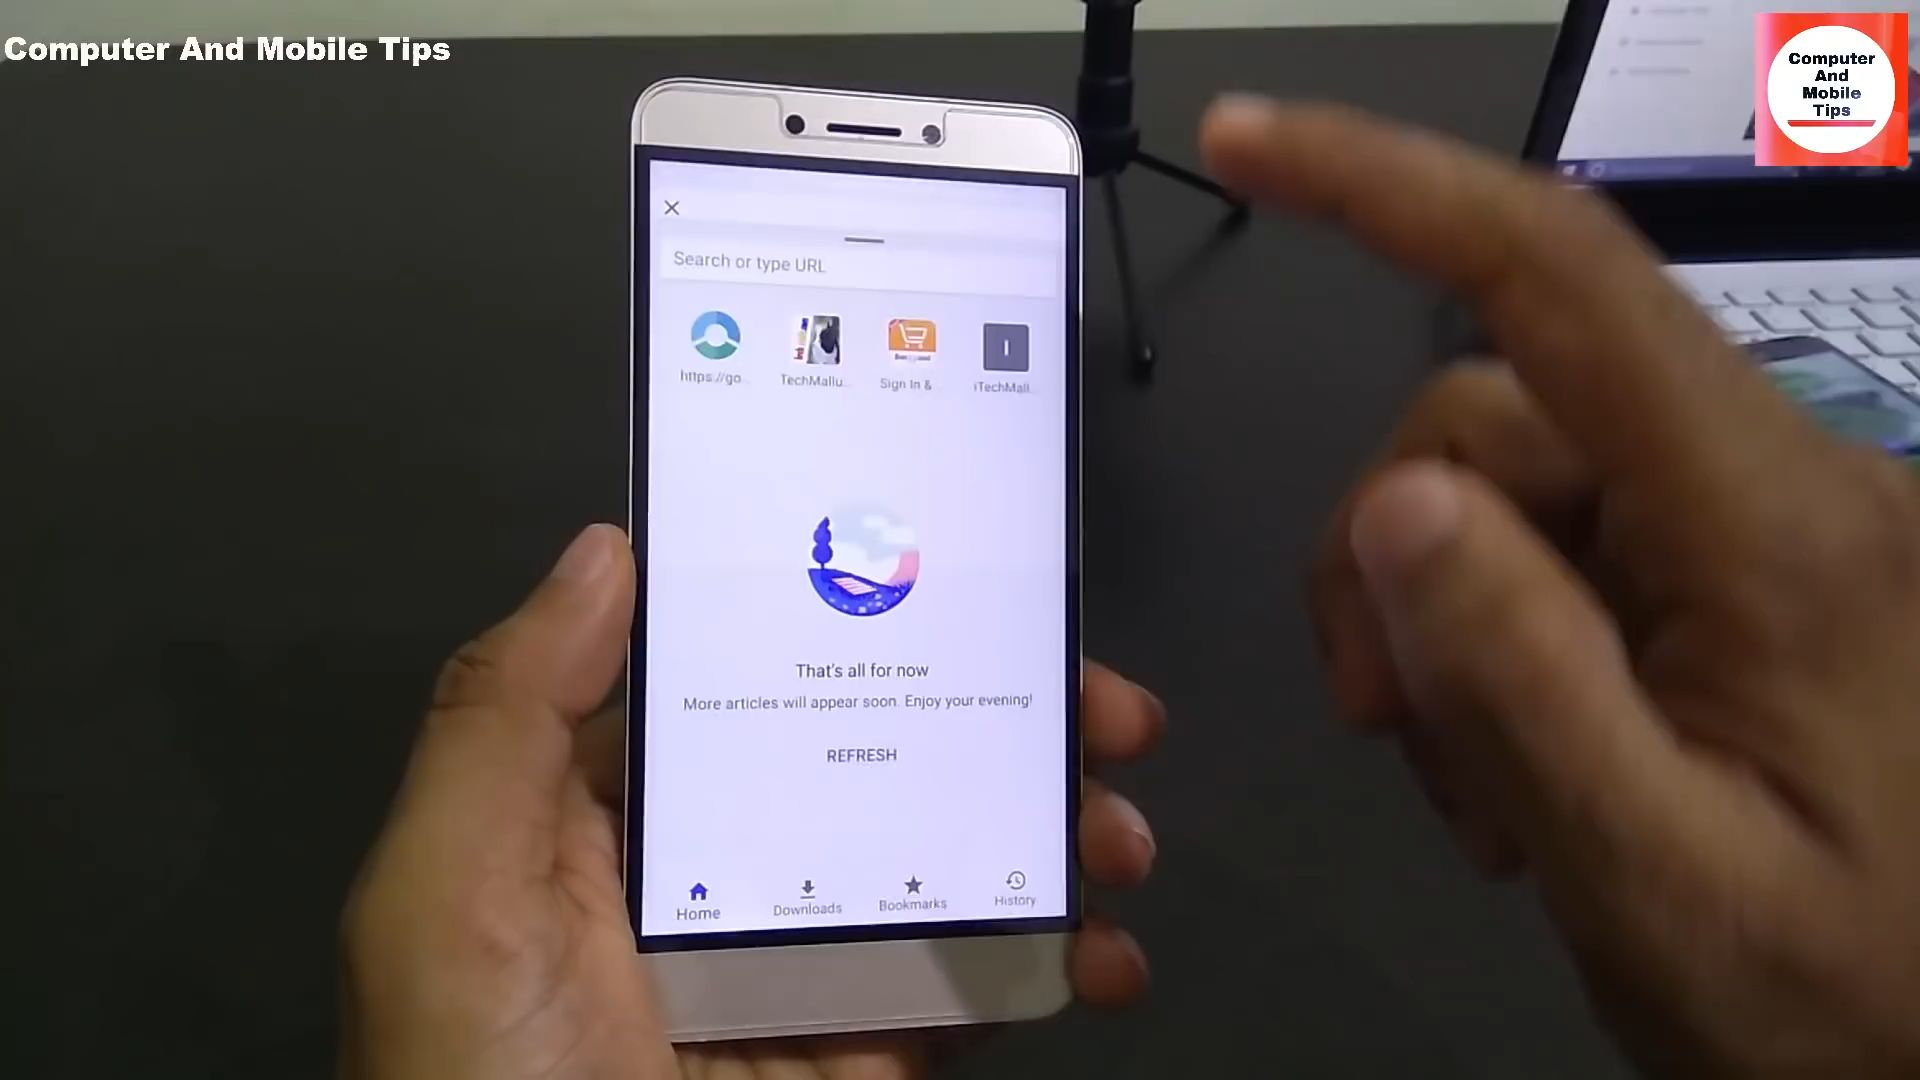 Computer And Mobile Tips
Computer
And
Mobile
Tips
Search or type URL
https://go...
TechMallu...
Sign In & ...
I
iTechMall...
That's all for now
More articles will appear soon. Enjoy your evening!
REFRESH
Home
Downloads
Bookmarks
History